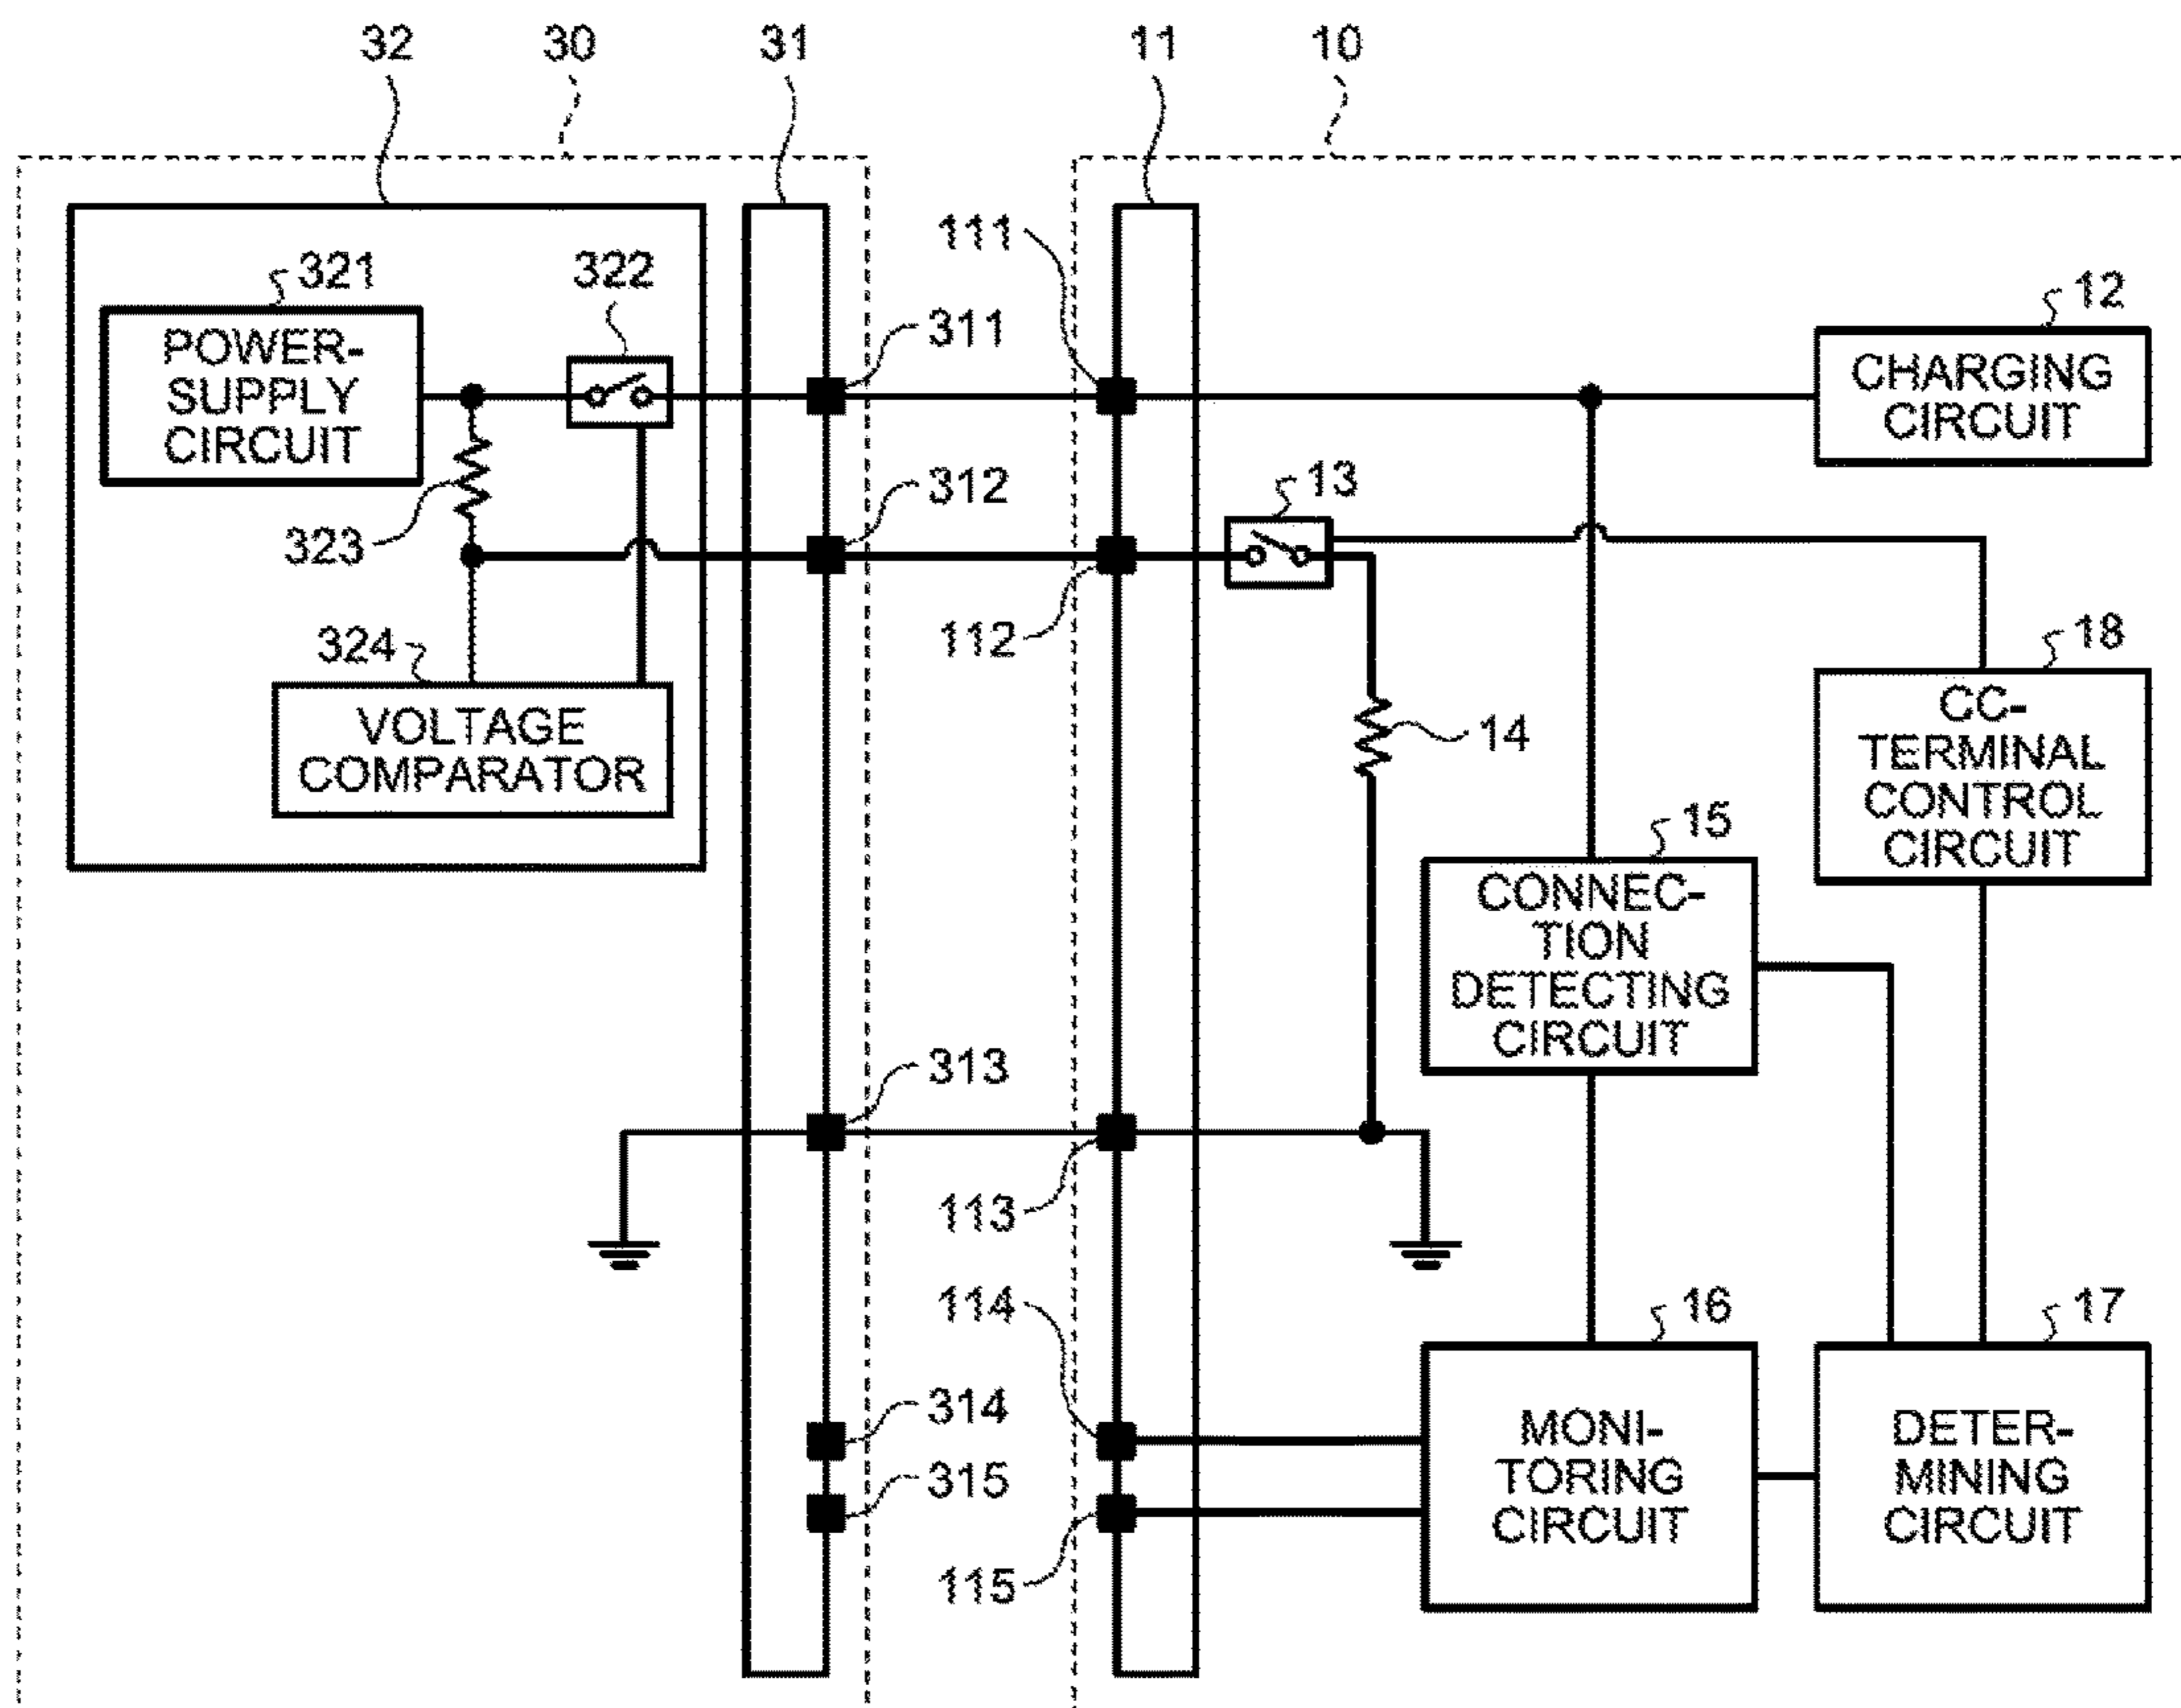 32 30 31 11 10
111
321 322
12
311
POWER-
SUPPLY
CIRCUIT
CHARGING
CIRCUIT
312
13
323
112
324
18
VOLTAGE
COMPARATOR
14
CC-
TERMINAL
CONTROL
CIRCUIT
15
CONNEC-
TION
DETECTING
CIRCUIT
313
113
114
16
17
314
315
MONI-
TORING
CIRCUIT
DETER-
MINING
CIRCUIT
115